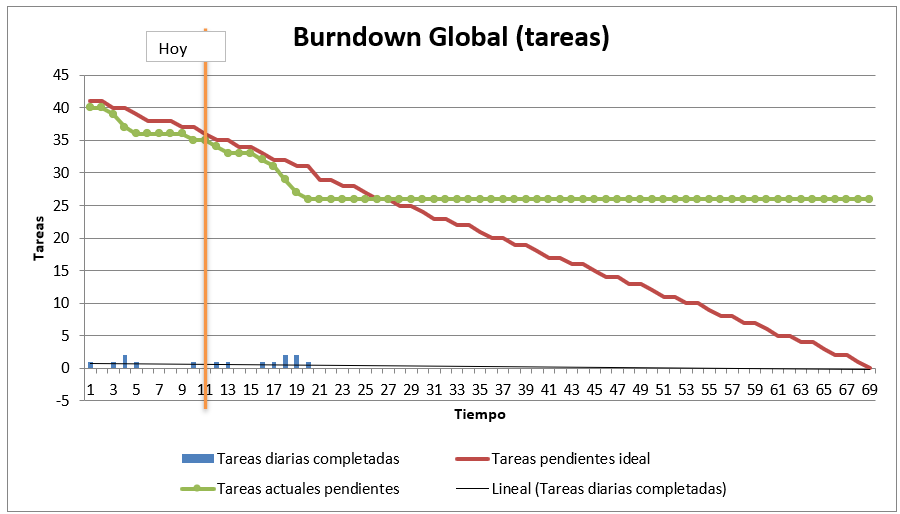 Burndown Global (tareas)
Hoy
45
40
35
30
25
20
15
10
5
0
-5
Tareas
1 3 5 7 9 11 13 15 17 19 21 23 25 27 29 31 33 35 37 39 41 43 45 47 49 51 53 55 57 59 61 63 65 67 69
Tiempo
Tareas diarias completadas
Tareas pendientes ideal
Tareas actuales pendientes
Lineal (Tareas diarias completadas)